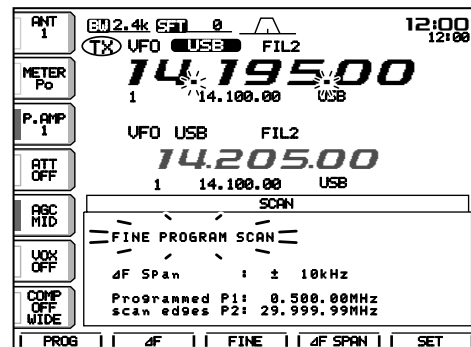 ANT 1
BW 2.4k SFT 0 12:00
12:00
TX VFO USB FIL2
METER Po
14.195.00
1 14.100.00 USB
P.AMP 1
VFO USB FIL2
ATT OFF
14.205.00
1 14.100.00 USB
AGC MID
SCAN
FINE PROGRAM SCAN
VOX OFF
⊿F SPan : ± 10kHz
COMP OFF WIDE
Programmed P1: 0.500.00MHz
scan edges P2: 29.999.99MHz
PROG ⊿F FINE ⊿F SPAN SET